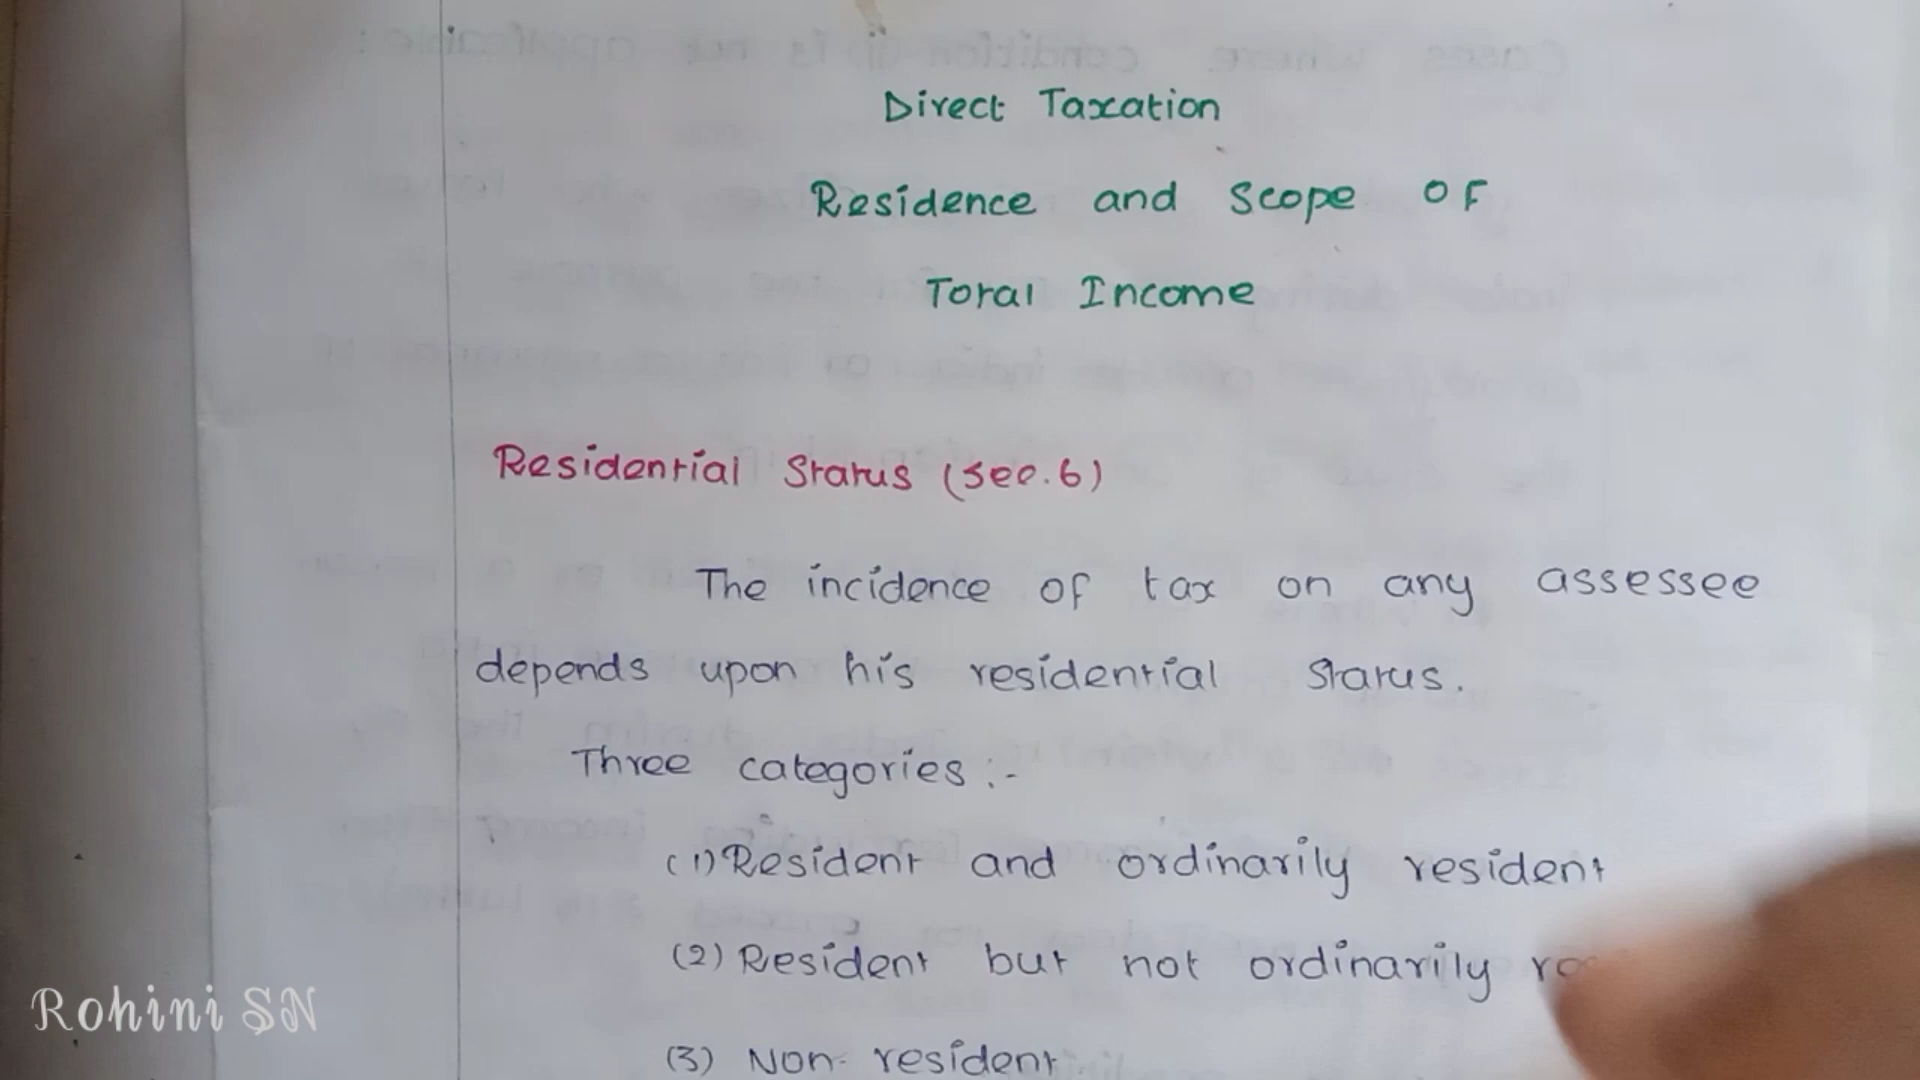 Direct Taxation
Residence and scope of
Total Income
Residential Status (sec.6)
The incidence of tax on any assessee
depends upon his residential status.
Three categories :-
(1) Resident and ordinarily resident
(2) Resident but not ordinarily
(3) Non-resident
Rohini SN